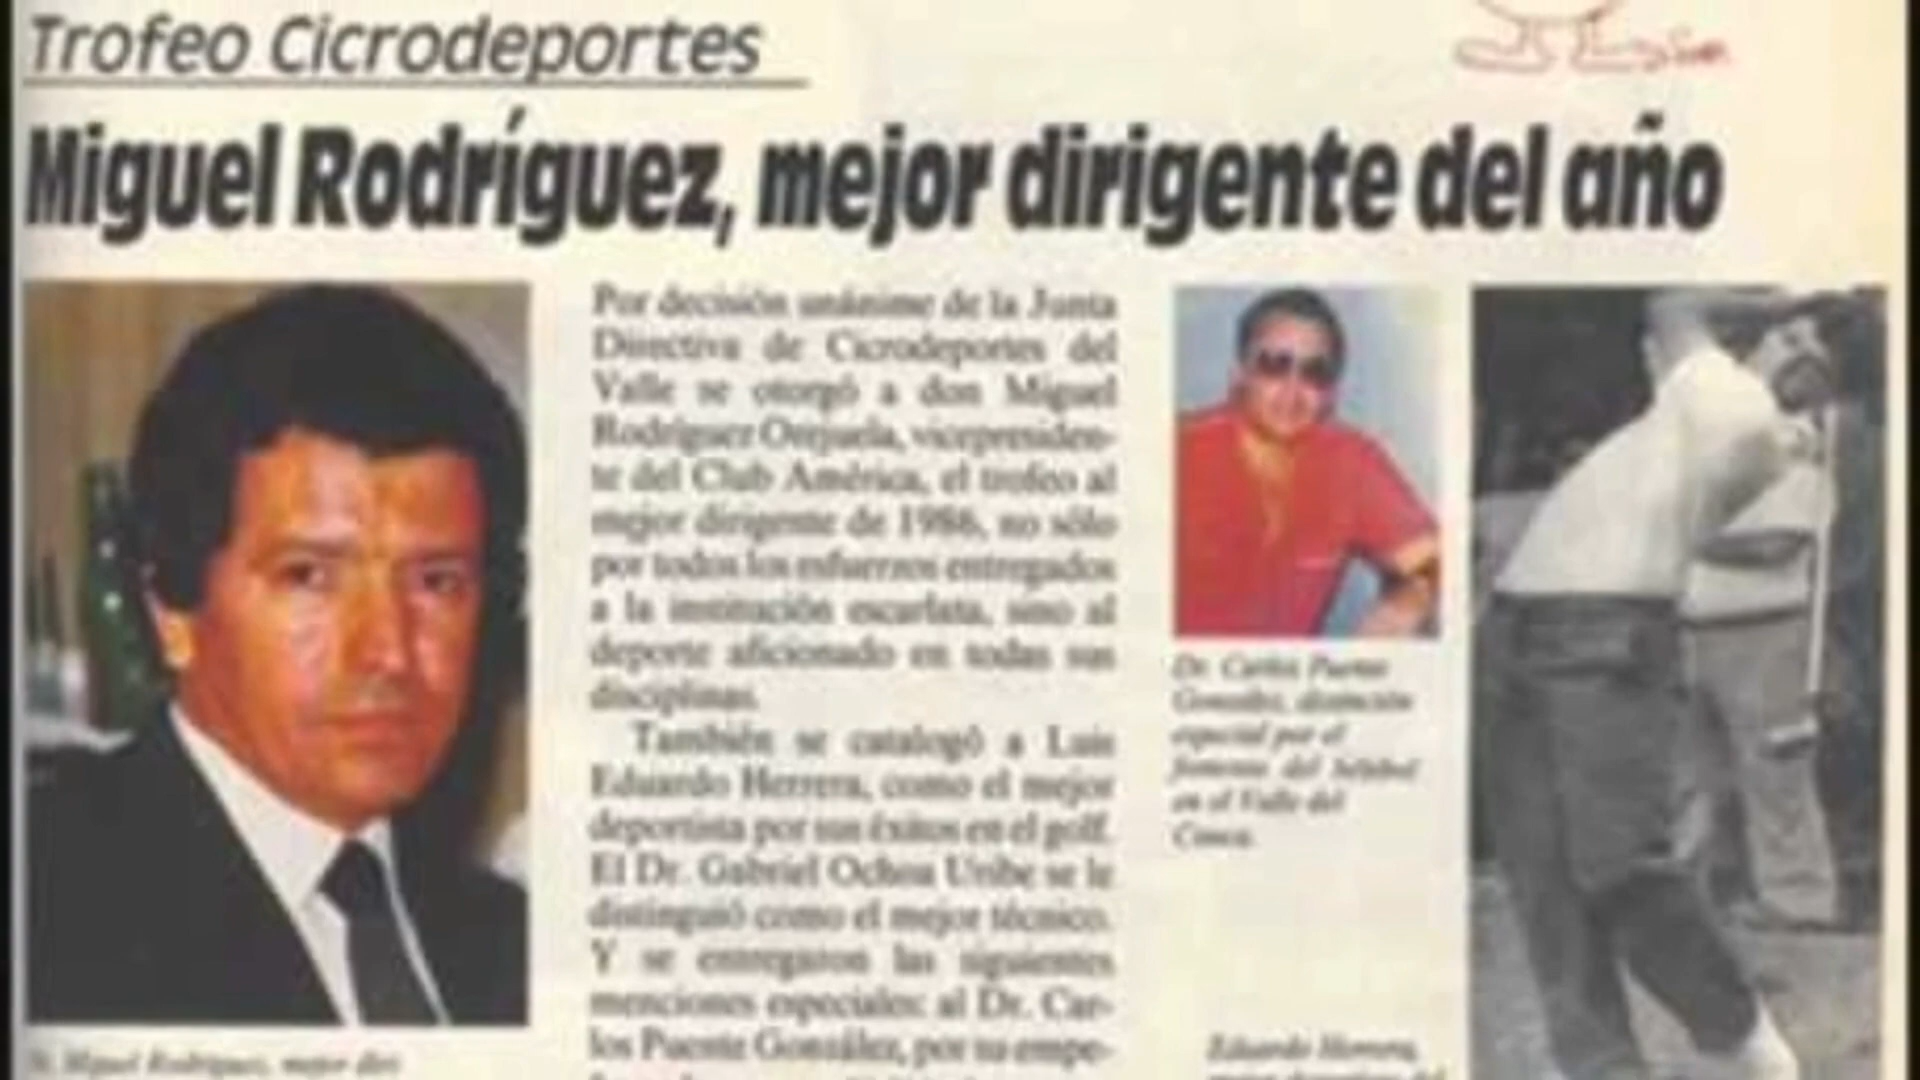 Trofeo Cicrodeportes
Miguel Rodríguez, mejor dirigente del año
Por decisión unánime de la Junta
Directiva de Cicrodeportes del
Valle se otorgó a don Miguel
Rodríguez Orejuela, vicepresiden-
te del Club América, el trofeo al
mejor dirigente de 1986, no sólo
por todos los esfuerzos entregados
a la institución escarlata, sino al
deporte aficionado en todas sus
disciplinas.
También se catalogó a Luis
Eduardo Herrera, como el mejor
deportista por sus éxitos en el golf.
El Dr. Gabriel Ochoa Uribe se le
distinguió como el mejor técnico.
Y se entregaron las siguientes
menciones especiales: al Dr. Car-
los Puente González, por su empe-
Dr. Carlos Puente
González, distinción
especial por el
fomento del
en el Valle del
Cauca.
Miguel Rodríguez, mejor
Eduardo Herrera,